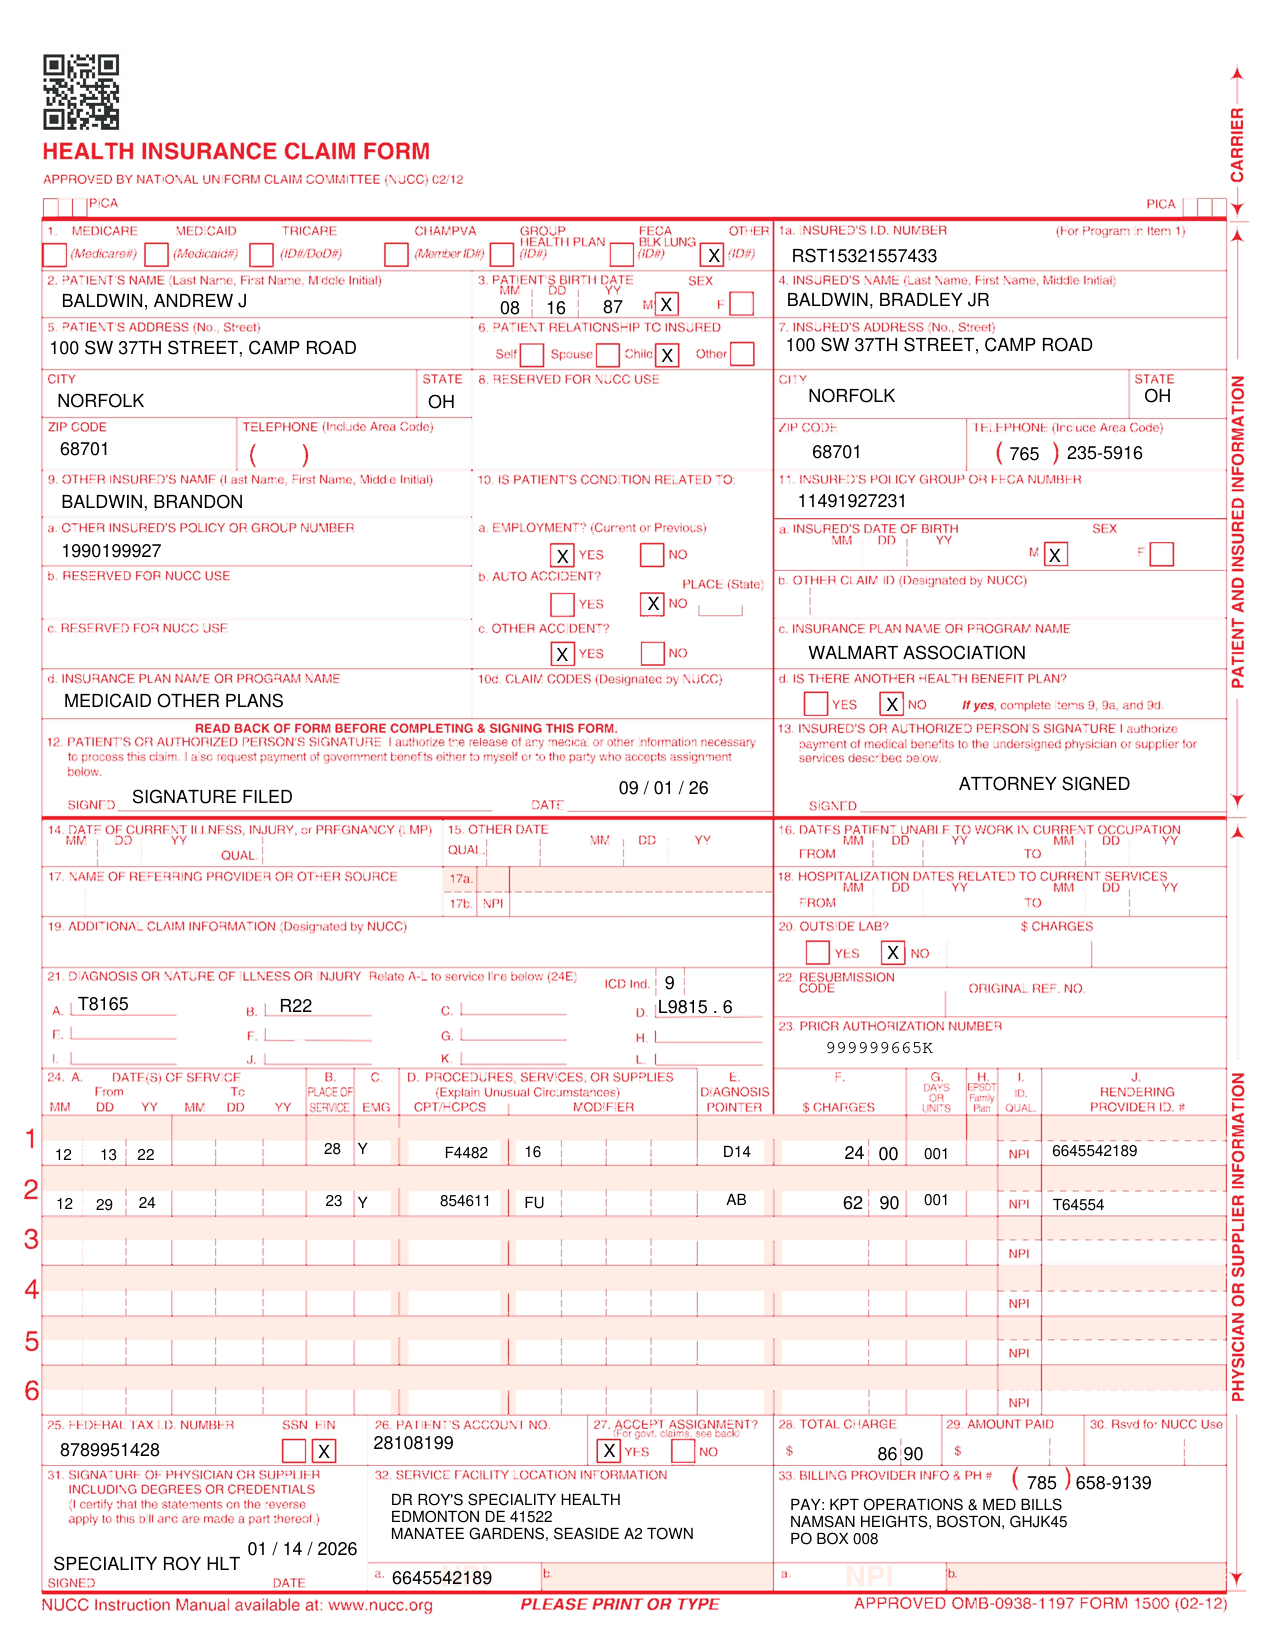 HEALTH INSURANCE CLAIM FORM
APPROVED BY NATIONAL UNIFORM CLAIM COMMITTEE (NUCC) 02/12
PICA
PICA
CARRIER
1. MEDICARE MEDICAID TRICARE CHAMPVA GROUP HEALTH PLAN FECA BLK LUNG OTHER
(Medicare#) (Medicaid#) (ID#/DoD#) (Member ID#) (ID#) (ID#) X (ID#)
1a. INSURED'S I.D. NUMBER (For Program in Item 1)
RST15321557433
2. PATIENT'S NAME (Last Name, First Name, Middle Initial)
BALDWIN, ANDREW J
3. PATIENT'S BIRTH DATE SEX
MM DD YY
08 16 87 M X F
4. INSURED'S NAME (Last Name, First Name, Middle Initial)
BALDWIN, BRADLEY JR
5. PATIENT'S ADDRESS (No., Street)
100 SW 37TH STREET, CAMP ROAD
6. PATIENT RELATIONSHIP TO INSURED
Self Spouse Child X Other
7. INSURED'S ADDRESS (No., Street)
100 SW 37TH STREET, CAMP ROAD
CITY STATE
NORFOLK OH
8. RESERVED FOR NUCC USE
CITY STATE
NORFOLK OH
ZIP CODE TELEPHONE (Include Area Code)
68701 ( )
ZIP CODE TELEPHONE (Include Area Code)
68701 ( 765 ) 235-5916
9. OTHER INSURED'S NAME (Last Name, First Name, Middle Initial)
BALDWIN, BRANDON
10. IS PATIENT'S CONDITION RELATED TO:
11. INSURED'S POLICY GROUP OR FECA NUMBER
11491927231
a. OTHER INSURED'S POLICY OR GROUP NUMBER
1990199927
a. EMPLOYMENT? (Current or Previous)
X YES NO
a. INSURED'S DATE OF BIRTH SEX
MM DD YY
M X F
b. RESERVED FOR NUCC USE
b. AUTO ACCIDENT? PLACE (State)
YES X NO
b. OTHER CLAIM ID (Designated by NUCC)
c. RESERVED FOR NUCC USE
c. OTHER ACCIDENT?
X YES NO
c. INSURANCE PLAN NAME OR PROGRAM NAME
WALMART ASSOCIATION
d. INSURANCE PLAN NAME OR PROGRAM NAME
MEDICAID OTHER PLANS
10d. CLAIM CODES (Designated by NUCC)
d. IS THERE ANOTHER HEALTH BENEFIT PLAN?
YES X NO If yes, complete items 9, 9a, and 9d.
PATIENT AND INSURED INFORMATION
READ BACK OF FORM BEFORE COMPLETING & SIGNING THIS FORM.
12. PATIENT'S OR AUTHORIZED PERSON'S SIGNATURE I authorize the release of any medical or other information necessary
to process this claim. I also request payment of government benefits either to myself or to the party who accepts assignment
below.
SIGNED SIGNATURE FILED DATE 09 / 01 / 26
13. INSURED'S OR AUTHORIZED PERSON'S SIGNATURE I authorize
payment of medical benefits to the undersigned physician or supplier for
services described below.
SIGNED ATTORNEY SIGNED
14. DATE OF CURRENT ILLNESS, INJURY, or PREGNANCY (LMP)
MM DD YY
QUAL.
15. OTHER DATE
QUAL. MM DD YY
16. DATES PATIENT UNABLE TO WORK IN CURRENT OCCUPATION
MM DD YY MM DD YY
FROM TO
17. NAME OF REFERRING PROVIDER OR OTHER SOURCE
17a.
17b. NPI
18. HOSPITALIZATION DATES RELATED TO CURRENT SERVICES
MM DD YY MM DD YY
FROM TO
19. ADDITIONAL CLAIM INFORMATION (Designated by NUCC)
20. OUTSIDE LAB? $ CHARGES
YES X NO
21. DIAGNOSIS OR NATURE OF ILLNESS OR INJURY Relate A-L to service line below (24E)
ICD Ind. 9
A. T8165 B. R22 C. D. L9815 . 6
E. F. G. H.
I. J. K. L.
22. RESUBMISSION CODE ORIGINAL REF. NO.
23. PRIOR AUTHORIZATION NUMBER
999999665K
24. A. DATE(S) OF SERVICE B. C. D. PROCEDURES, SERVICES, OR SUPPLIES E. F. G. H. I. J.
From To PLACE OF SERVICE EMG (Explain Unusual Circumstances) DIAGNOSIS POINTER $ CHARGES DAYS OR UNITS EPSDT Family Plan ID. QUAL. RENDERING PROVIDER ID. #
MM DD YY MM DD YY CPT/HCPCS MODIFIER
1 12 13 22 28 Y F4482 16 D14 24 00 001 NPI 6645542189
2 12 29 24 23 Y 854611 FU AB 62 90 001 NPI T64554
3 NPI
4 NPI
5 NPI
6 NPI
PHYSICIAN OR SUPPLIER INFORMATION
25. FEDERAL TAX I.D. NUMBER SSN EIN
8789951428 X
26. PATIENT'S ACCOUNT NO.
28108199
27. ACCEPT ASSIGNMENT?
(For govt. claims, see back)
X YES NO
28. TOTAL CHARGE
$ 86 90
29. AMOUNT PAID
$
30. Rsvd for NUCC Use
31. SIGNATURE OF PHYSICIAN OR SUPPLIER
INCLUDING DEGREES OR CREDENTIALS
(I certify that the statements on the reverse
apply to this bill and are made a part thereof.)
01 / 14 / 2026
SPECIALITY ROY HLT
SIGNED DATE
32. SERVICE FACILITY LOCATION INFORMATION
DR ROY'S SPECIALITY HEALTH
EDMONTON DE 41522
MANATEE GARDENS, SEASIDE A2 TOWN
a. NPI 6645542189 b.
33. BILLING PROVIDER INFO & PH # ( 785 ) 658-9139
PAY: KPT OPERATIONS & MED BILLS
NAMSAN HEIGHTS, BOSTON, GHJK45
PO BOX 008
a. NPI b.
NUCC Instruction Manual available at: www.nucc.org
PLEASE PRINT OR TYPE
APPROVED OMB-0938-1197 FORM 1500 (02-12)